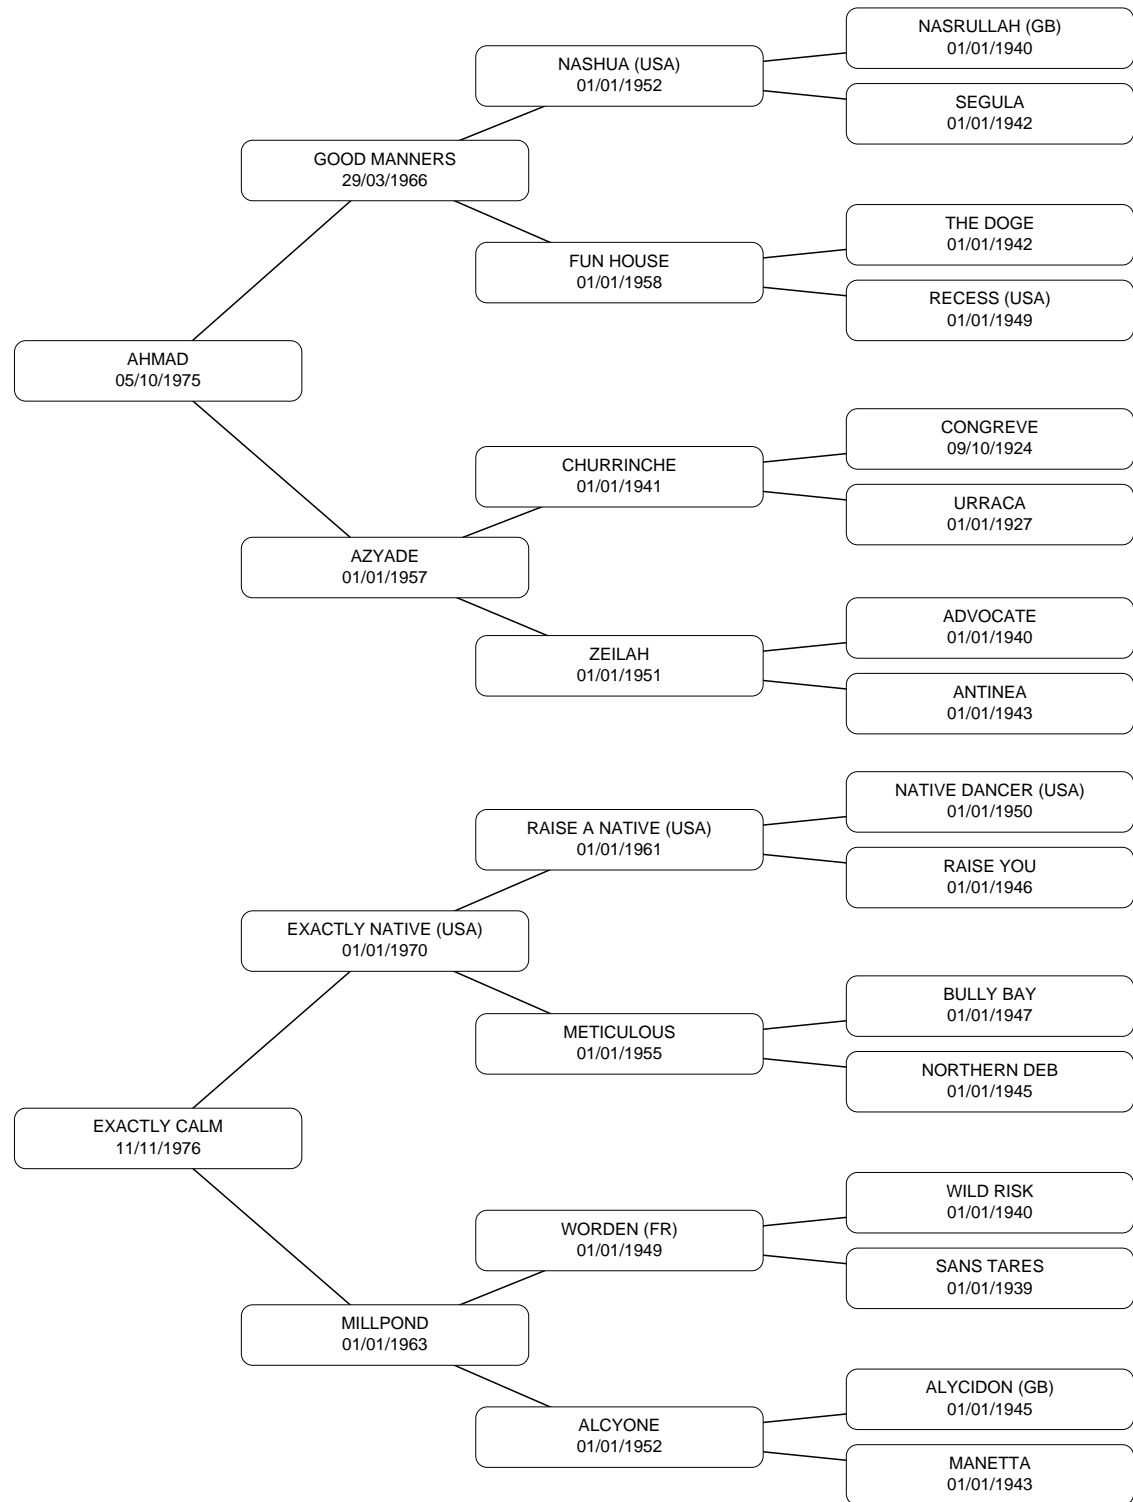 NASRULLAH (GB)
01/01/1940
NASHUA (USA)
01/01/1952
SEGULA
01/01/1942
GOOD MANNERS
29/03/1966
THE DOGE
01/01/1942
FUN HOUSE
01/01/1958
RECESS (USA)
01/01/1949
AHMAD
05/10/1975
CONGREVE
09/10/1924
CHURRINCHE
01/01/1941
URRACA
01/01/1927
AZYADE
01/01/1957
ADVOCATE
01/01/1940
ZEILAH
01/01/1951
ANTINEA
01/01/1943
NATIVE DANCER (USA)
01/01/1950
RAISE A NATIVE (USA)
01/01/1961
RAISE YOU
01/01/1946
EXACTLY NATIVE (USA)
01/01/1970
BULLY BAY
01/01/1947
METICULOUS
01/01/1955
NORTHERN DEB
01/01/1945
EXACTLY CALM
11/11/1976
WILD RISK
01/01/1940
WORDEN (FR)
01/01/1949
SANS TARES
01/01/1939
MILLPOND
01/01/1963
ALYCIDON (GB)
01/01/1945
ALCYONE
01/01/1952
MANETTA
01/01/1943